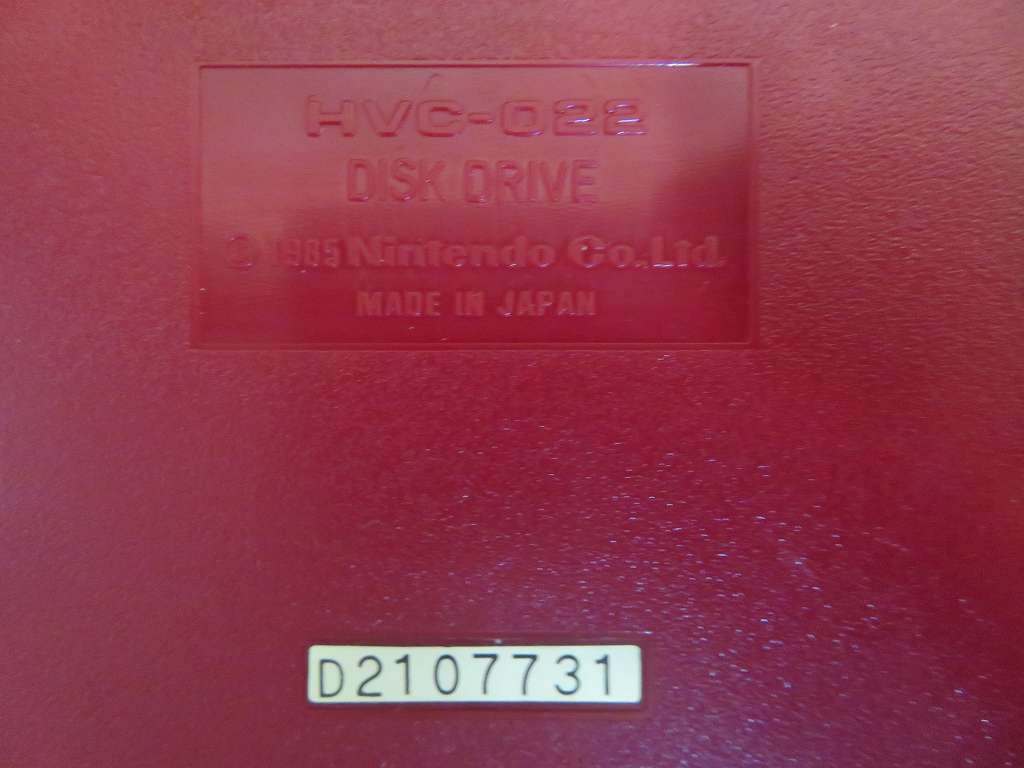 HVC-022
DISK DRIVE
© 1985 Nintendo Co.,Ltd.
MADE IN JAPAN
D2107731